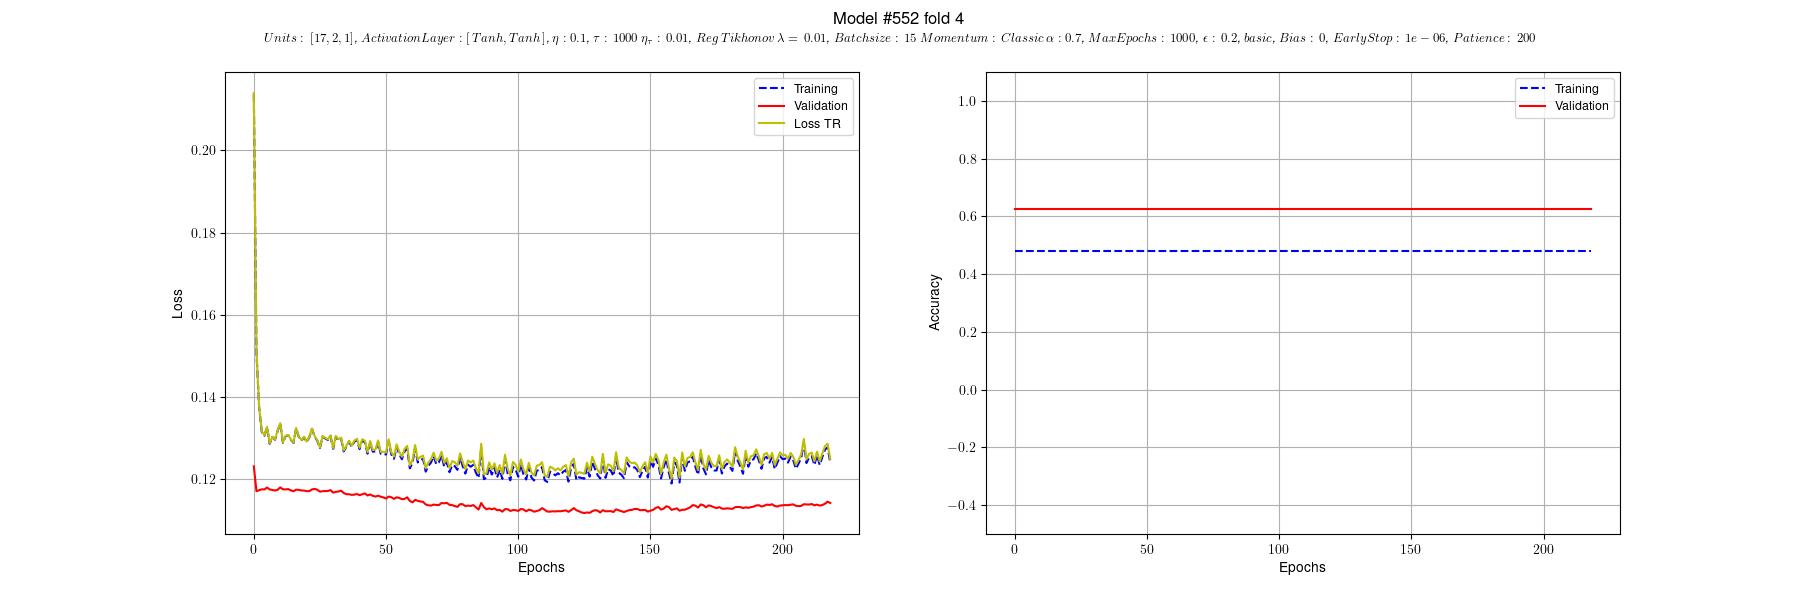 Model #552 fold 4
Units : [17, 2, 1], ActivationLayer : [Tanh, Tanh], η : 0.1, τ : 1000 ητ : 0.01, Reg Tikhonov λ = 0.01, Batchsize : 15 Momentum : Classic α : 0.7, MaxEpochs : 1000, ϵ : 0.2, basic, Bias : 0, EarlyStop : 1e − 06, Patience : 200
Loss
0.20
0.18
0.16
0.14
0.12
Training
Validation
Loss TR
0
50
100
150
200
Epochs
Accuracy
1.0
0.8
0.6
0.4
0.2
0.0
−0.2
−0.4
Training
Validation
0
50
100
150
200
Epochs